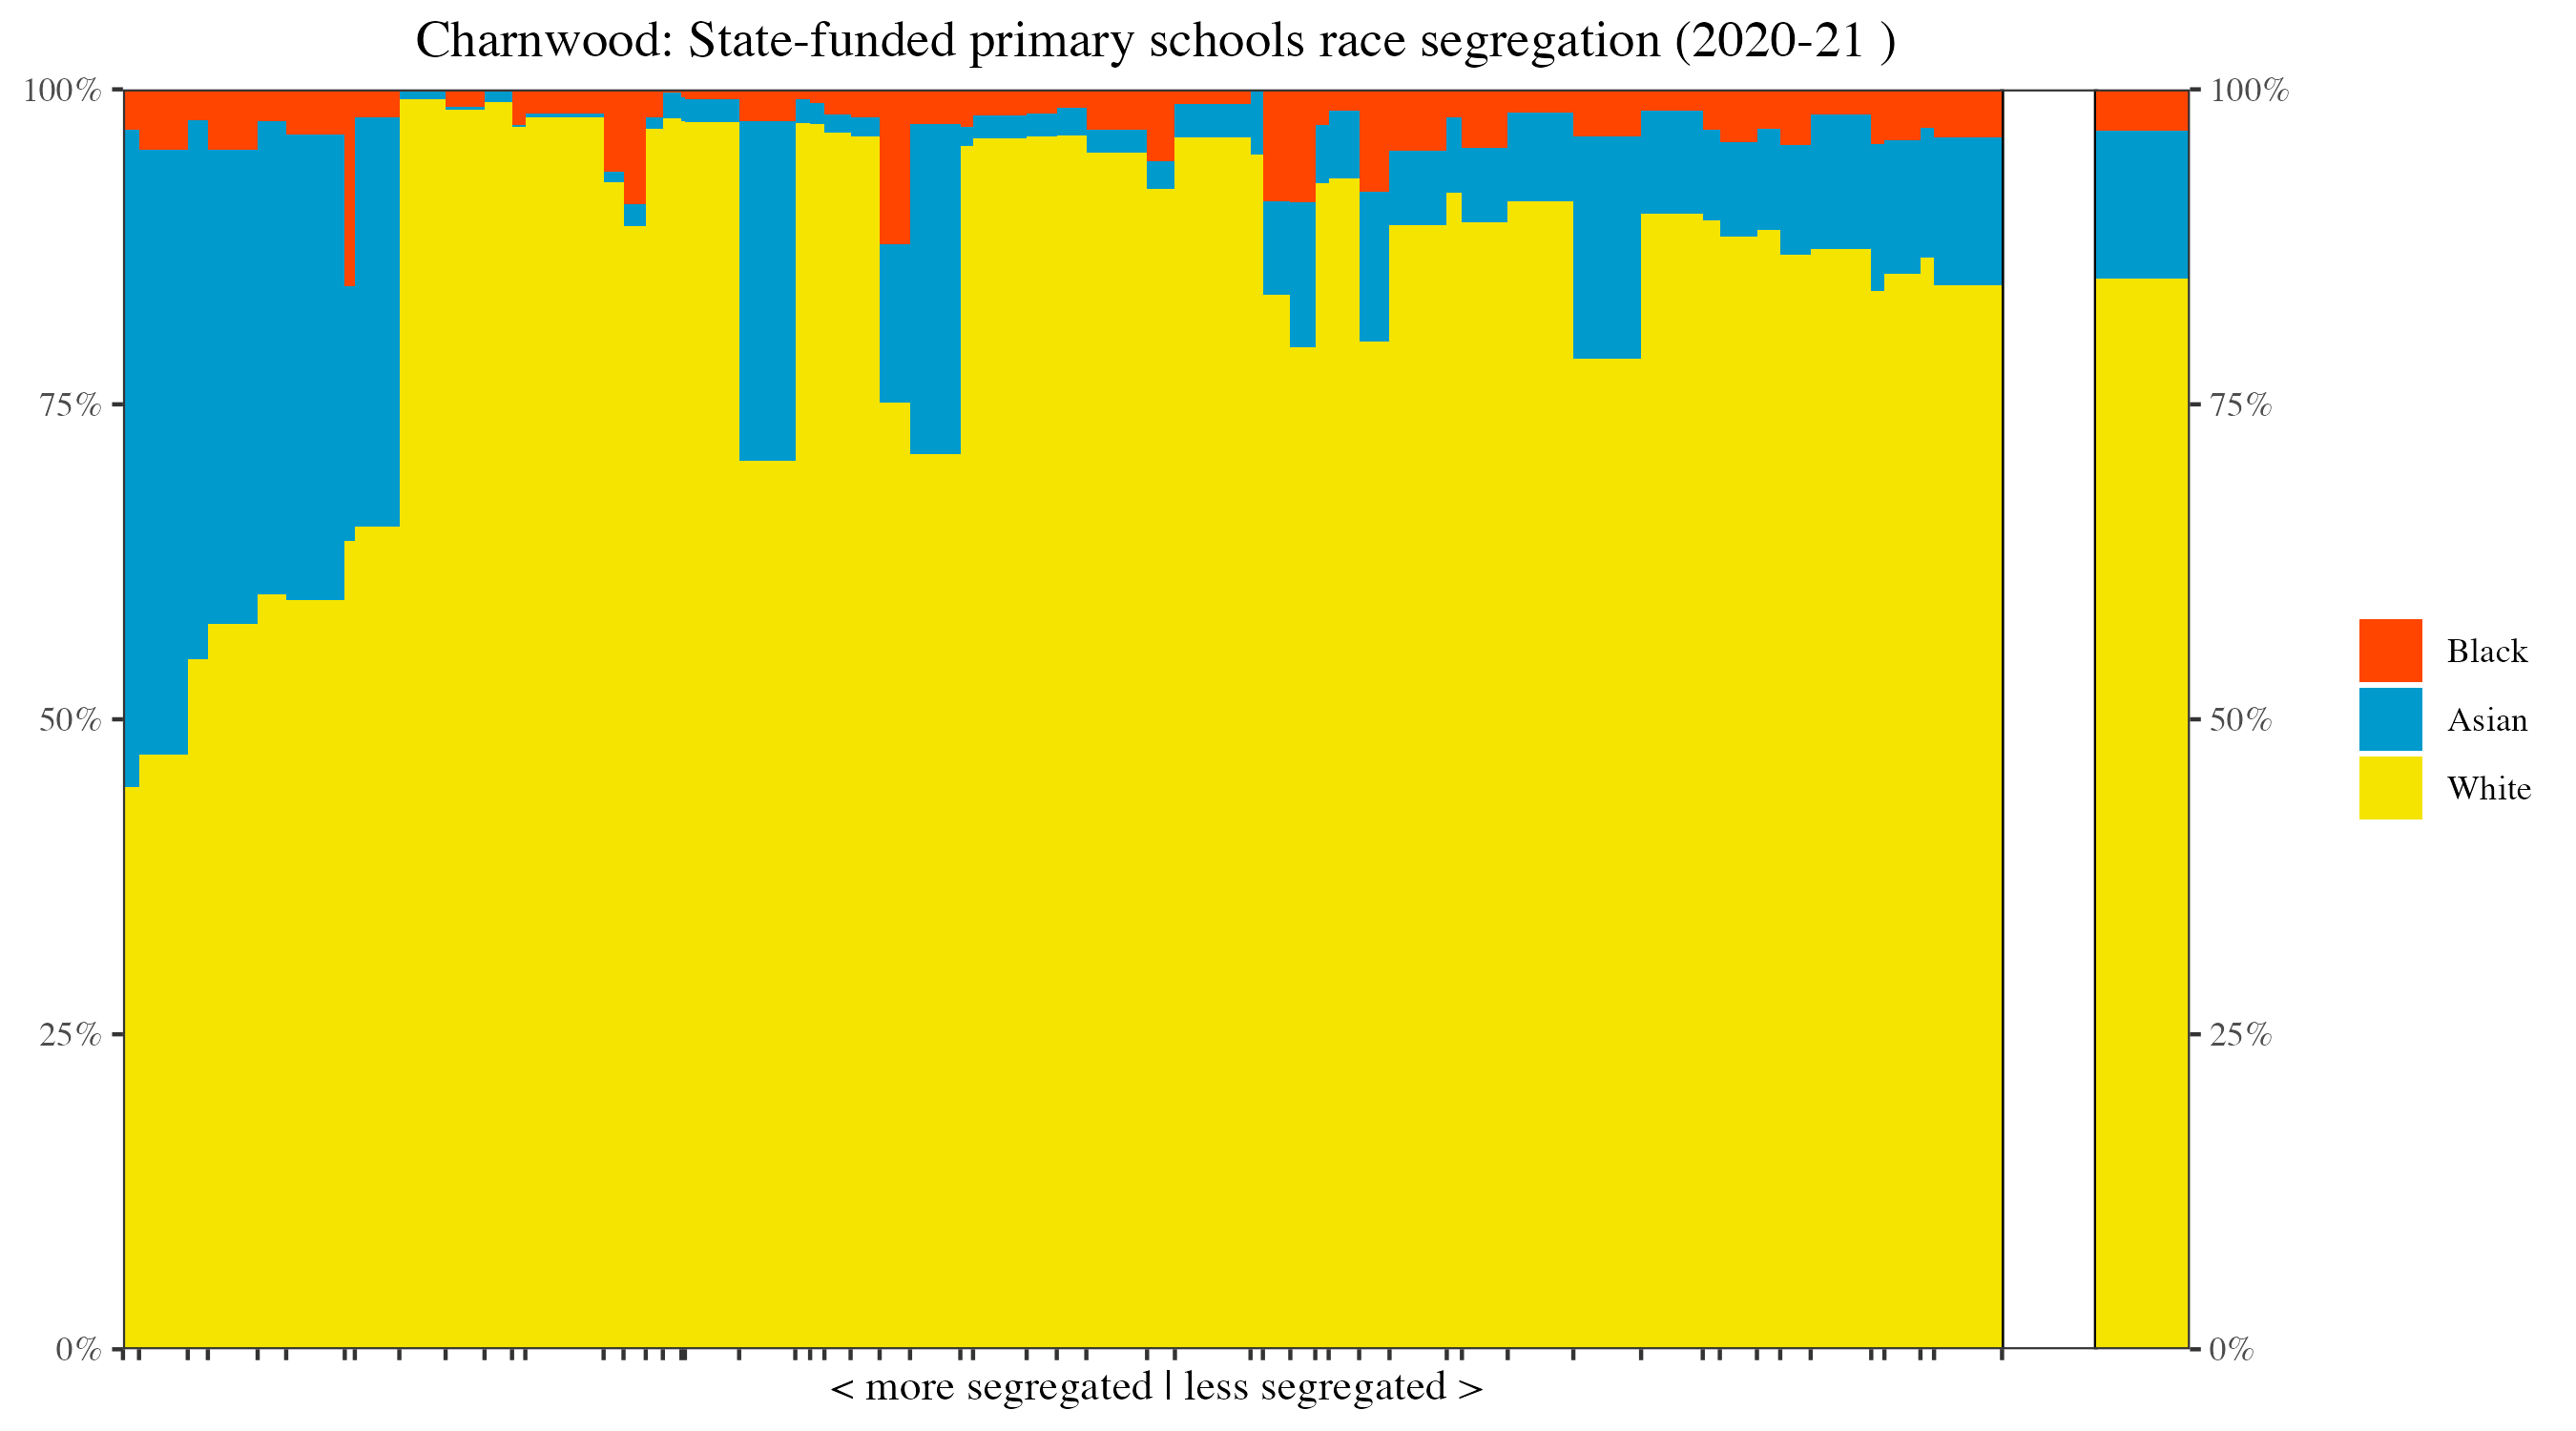 Charnwood: State-funded primary schools race segregation (2020-21 )
100%
75%
50%
25%
0%
100%
75%
50%
25%
0%
Black
Asian
White
< more segregated | less segregated >